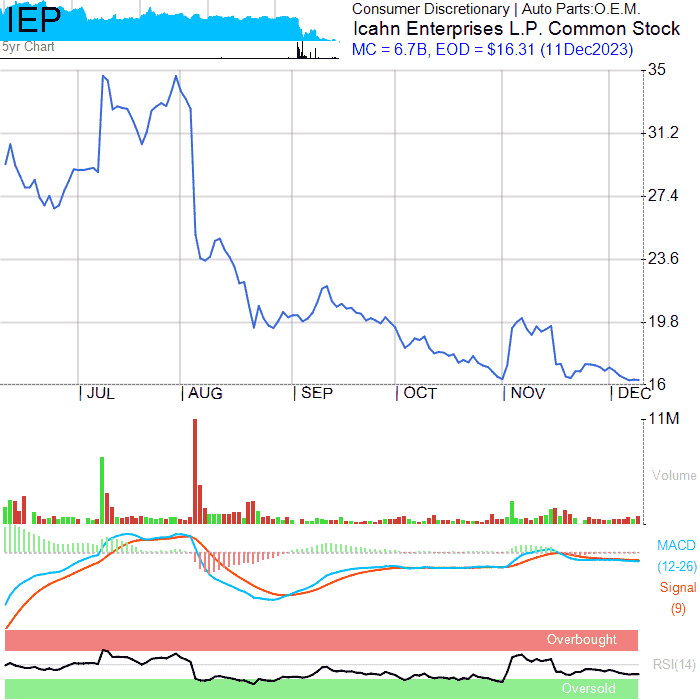 IEP
5yr Chart
Consumer Discretionary | Auto Parts:O.E.M.
Icahn Enterprises L.P. Common Stock
MC = 6.7B, EOD = $16.31 (11Dec2023)
35
31.2
27.4
23.6
19.8
16
JUL AUG SEP OCT NOV DEC
11M
Volume
MACD
(12-26)
Signal
(9)
Overbought
RSI(14)
Oversold